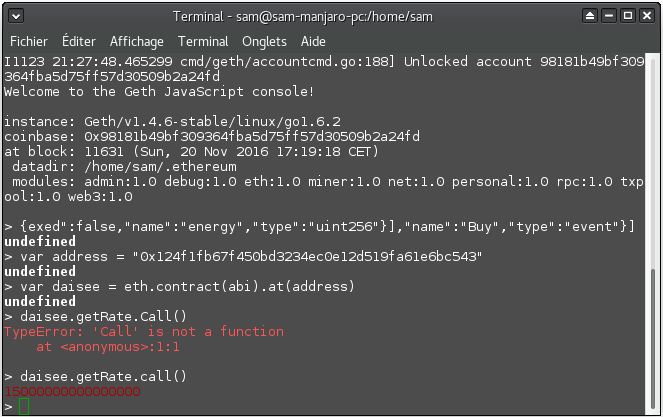 Terminal - sam@sam-manjaro-pc:/home/sam
Fichier Éditer Affichage Terminal Onglets Aide
I1123 21:27:48.465299 cmd/geth/accountcmd.go:188] Unlocked account 98181b49bf309
364fba5d75ff57d30509b2a24fd
Welcome to the Geth JavaScript console!
instance: Geth/v1.4.6-stable/linux/go1.6.2
coinbase: 0x98181b49bf309364fba5d75ff57d30509b2a24fd
at block: 11631 (Sun, 20 Nov 2016 17:19:18 CET)
datadir: /home/sam/.ethereum
modules: admin:1.0 debug:1.0 eth:1.0 miner:1.0 net:1.0 personal:1.0 rpc:1.0 txp
ool:1.0 web3:1.0
> {exed":false,"name":"energy","type":"uint256"}],"name":"Buy","type":"event"}]
undefined
> var address = "0x124f1fb67f450bd3234ec0e12d519fa61e6bc543"
undefined
> var daisee = eth.contract(abi).at(address)
undefined
> daisee.getRate.Call()
TypeError: 'Call' is not a function
at <anonymous>:1:1
> daisee.getRate.call()
15000000000000000
>